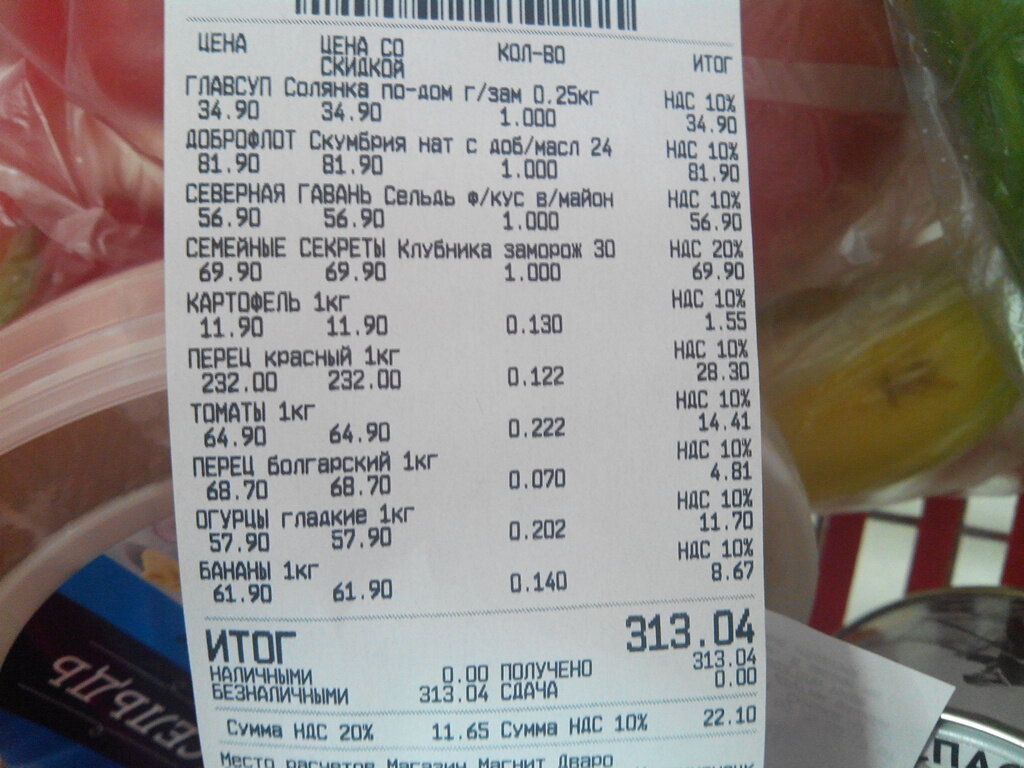 ЦЕНА ЦЕНА СО СКИДКОЙ КОЛ-ВО ИТОГ
ГЛАВСУП Солянка по-дом г/зам 0.25кг НДС 10%
34.90 34.90 1.000 34.90
ДОБРОФЛОТ Скумбрия нат с доб/масл 24 НДС 10%
81.90 81.90 1.000 81.90
СЕВЕРНАЯ ГАВАНЬ Сельдь ф/кус в/майон НДС 10%
56.90 56.90 1.000 56.90
СЕМЕЙНЫЕ СЕКРЕТЫ Клубника заморож 30 НДС 20%
69.90 69.90 1.000 69.90
КАРТОФЕЛЬ 1кг НДС 10%
11.90 11.90 0.130 1.55
ПЕРЕЦ красный 1кг НДС 10%
232.00 232.00 0.122 28.30
ТОМАТЫ 1кг НДС 10%
64.90 64.90 0.222 14.41
ПЕРЕЦ болгарский 1кг НДС 10%
68.70 68.70 0.070 4.81
ОГУРЦЫ гладкие 1кг НДС 10%
57.90 57.90 0.202 11.70
БАНАНЫ 1кг НДС 10%
61.90 61.90 0.140 8.67
ИТОГ 313.04
НАЛИЧНЫМИ 0.00 ПОЛУЧЕНО 313.04
БЕЗНАЛИЧНЫМИ 313.04 СДАЧА 0.00
Сумма НДС 20% 11.65 Сумма НДС 10% 22.10
Место расчетов Магазин Магнит Дваро
СЕЛЬДЬ